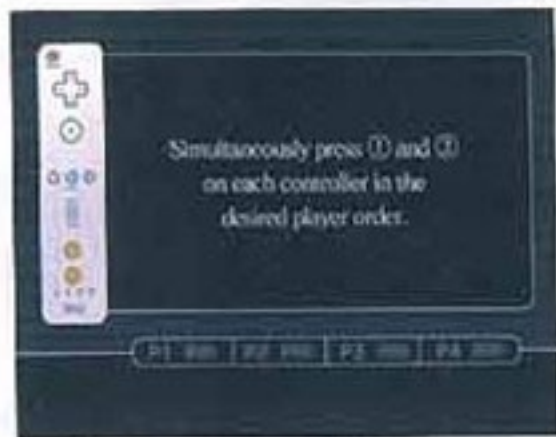 Simultaneously press ① and ②
on each controller in the
desired player order.
P1 P2 P3 P4